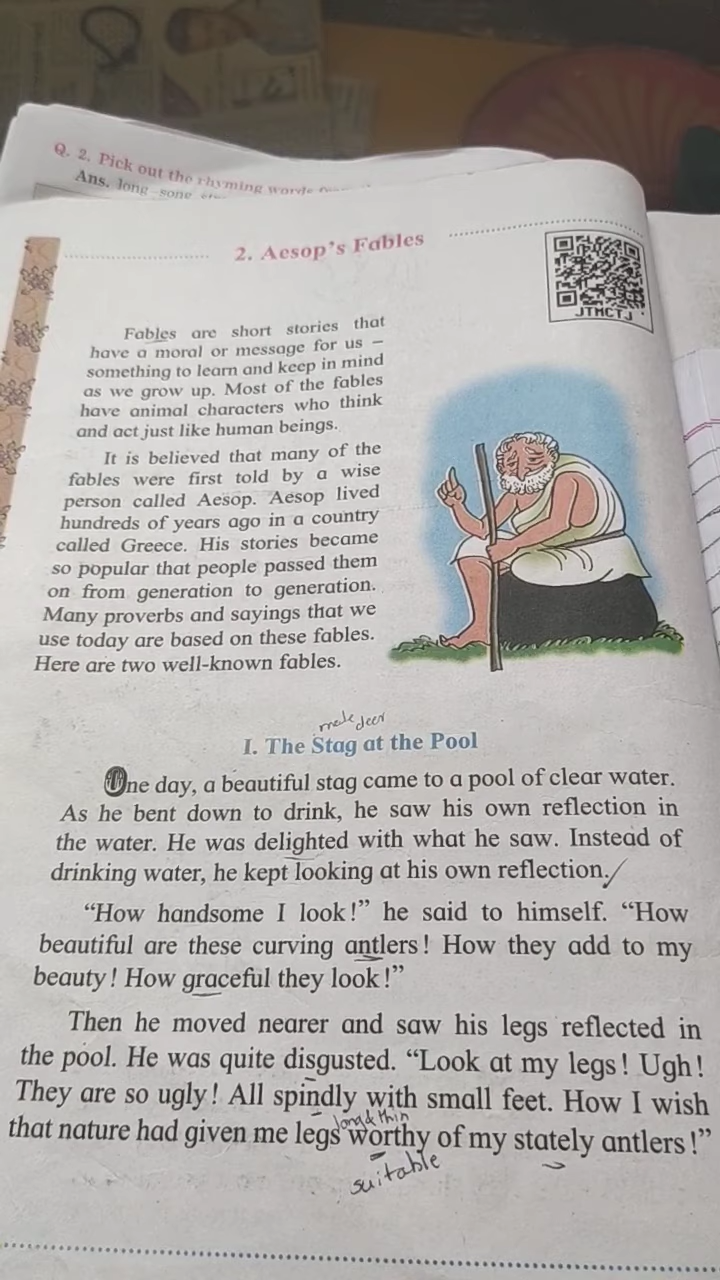 Q. 2. Pick out the rhyming words
Ans. long song
2. Aesop's Fables
JTMCTJ
Fables are short stories that
have a moral or message for us –
something to learn and keep in mind
as we grow up. Most of the fables
have animal characters who think
and act just like human beings.
It is believed that many of the
fables were first told by a wise
person called Aesop. Aesop lived
hundreds of years ago in a country
called Greece. His stories became
so popular that people passed them
on from generation to generation.
Many proverbs and sayings that we
use today are based on these fables.
Here are two well-known fables.
male deer
I. The Stag at the Pool
One day, a beautiful stag came to a pool of clear water.
As he bent down to drink, he saw his own reflection in
the water. He was delighted with what he saw. Instead of
drinking water, he kept looking at his own reflection.
“How handsome I look!” he said to himself. “How
beautiful are these curving antlers! How they add to my
beauty! How graceful they look!”
Then he moved nearer and saw his legs reflected in
the pool. He was quite disgusted. “Look at my legs! Ugh!
They are so ugly! All spindly with small feet. How I wish
long & thin
that nature had given me legs worthy of my stately antlers!”
suitable